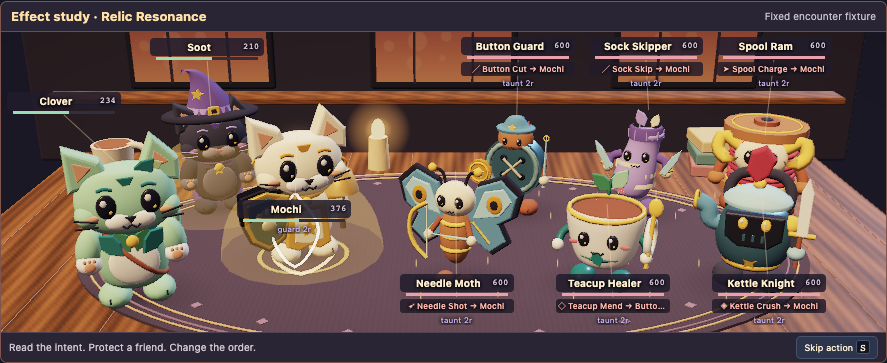 Effect study · Relic Resonance
Fixed encounter fixture
Soot 210
Button Guard 600
Sock Skipper 600
Spool Ram 600
Button Cut → Mochi
Sock Skip → Mochi
Spool Charge → Mochi
taunt 2r
taunt 2r
taunt 2r
Clover 234
Mochi 376
guard 2r
Needle Moth 600
Teacup Healer 600
Kettle Knight 600
Needle Shot → Mochi
Teacup Mend → Butto...
Kettle Crush → Mochi
taunt 2r
taunt 2r
taunt 2r
Read the intent. Protect a friend. Change the order.
Skip action S